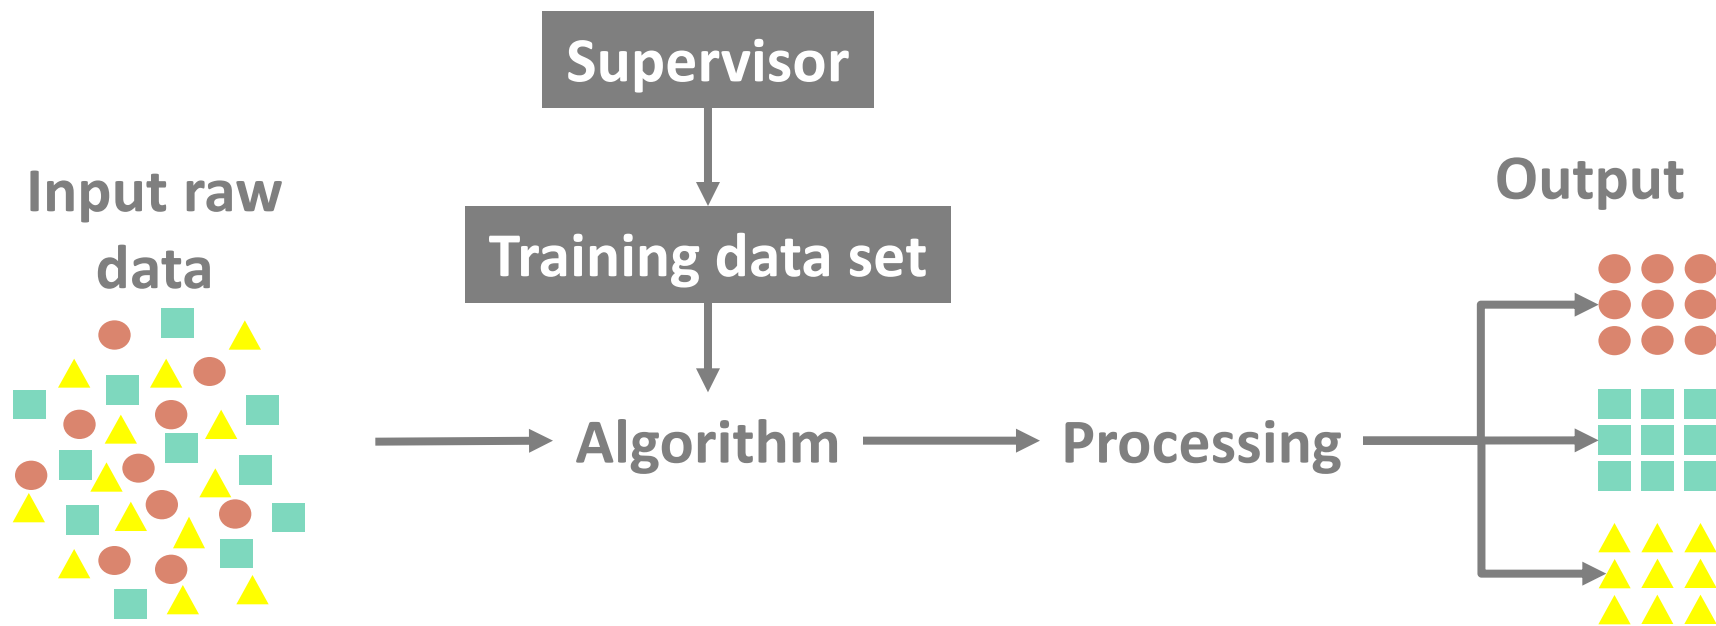 Supervisor
Input raw
data
Training data set
Output
Algorithm
Processing